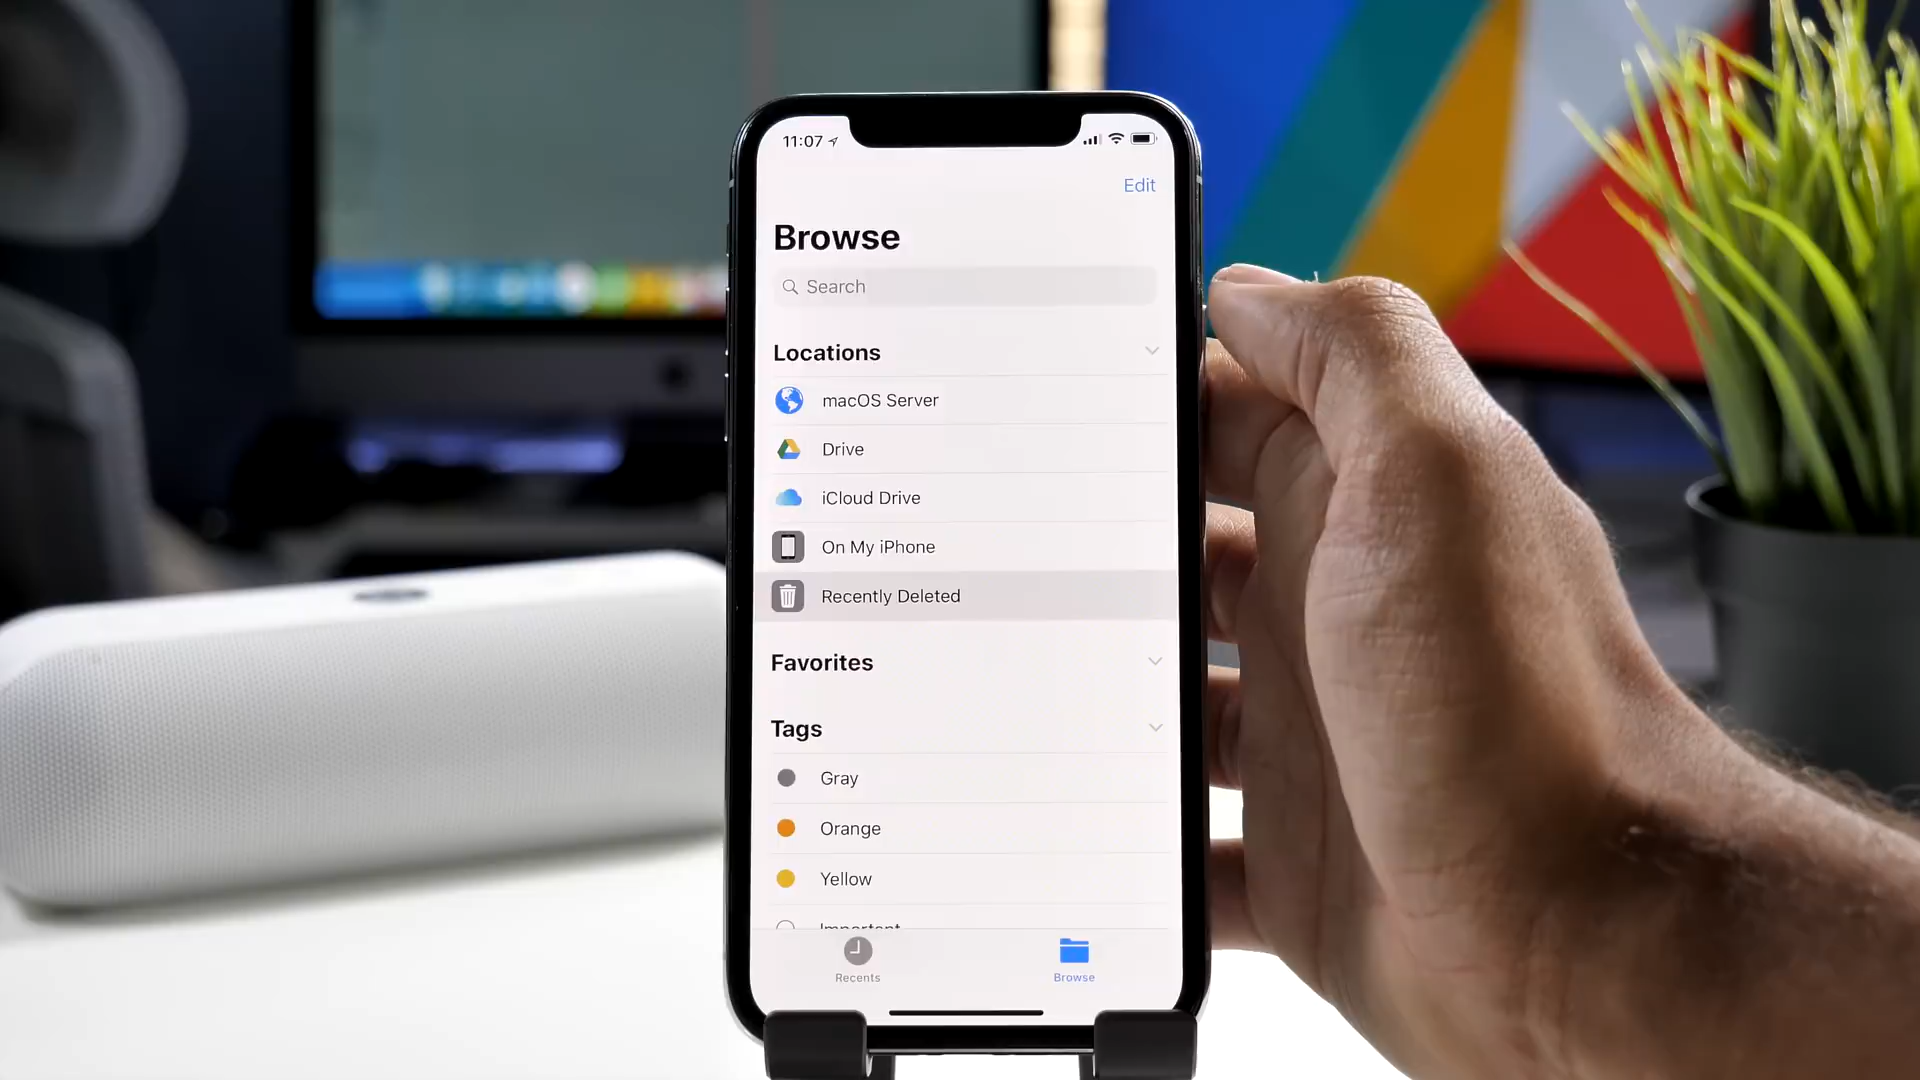 11:07
Edit
Browse
Search
Locations
macOS Server
Drive
iCloud Drive
On My iPhone
Recently Deleted
Favorites
Tags
Gray
Orange
Yellow
Important
Recents
Browse